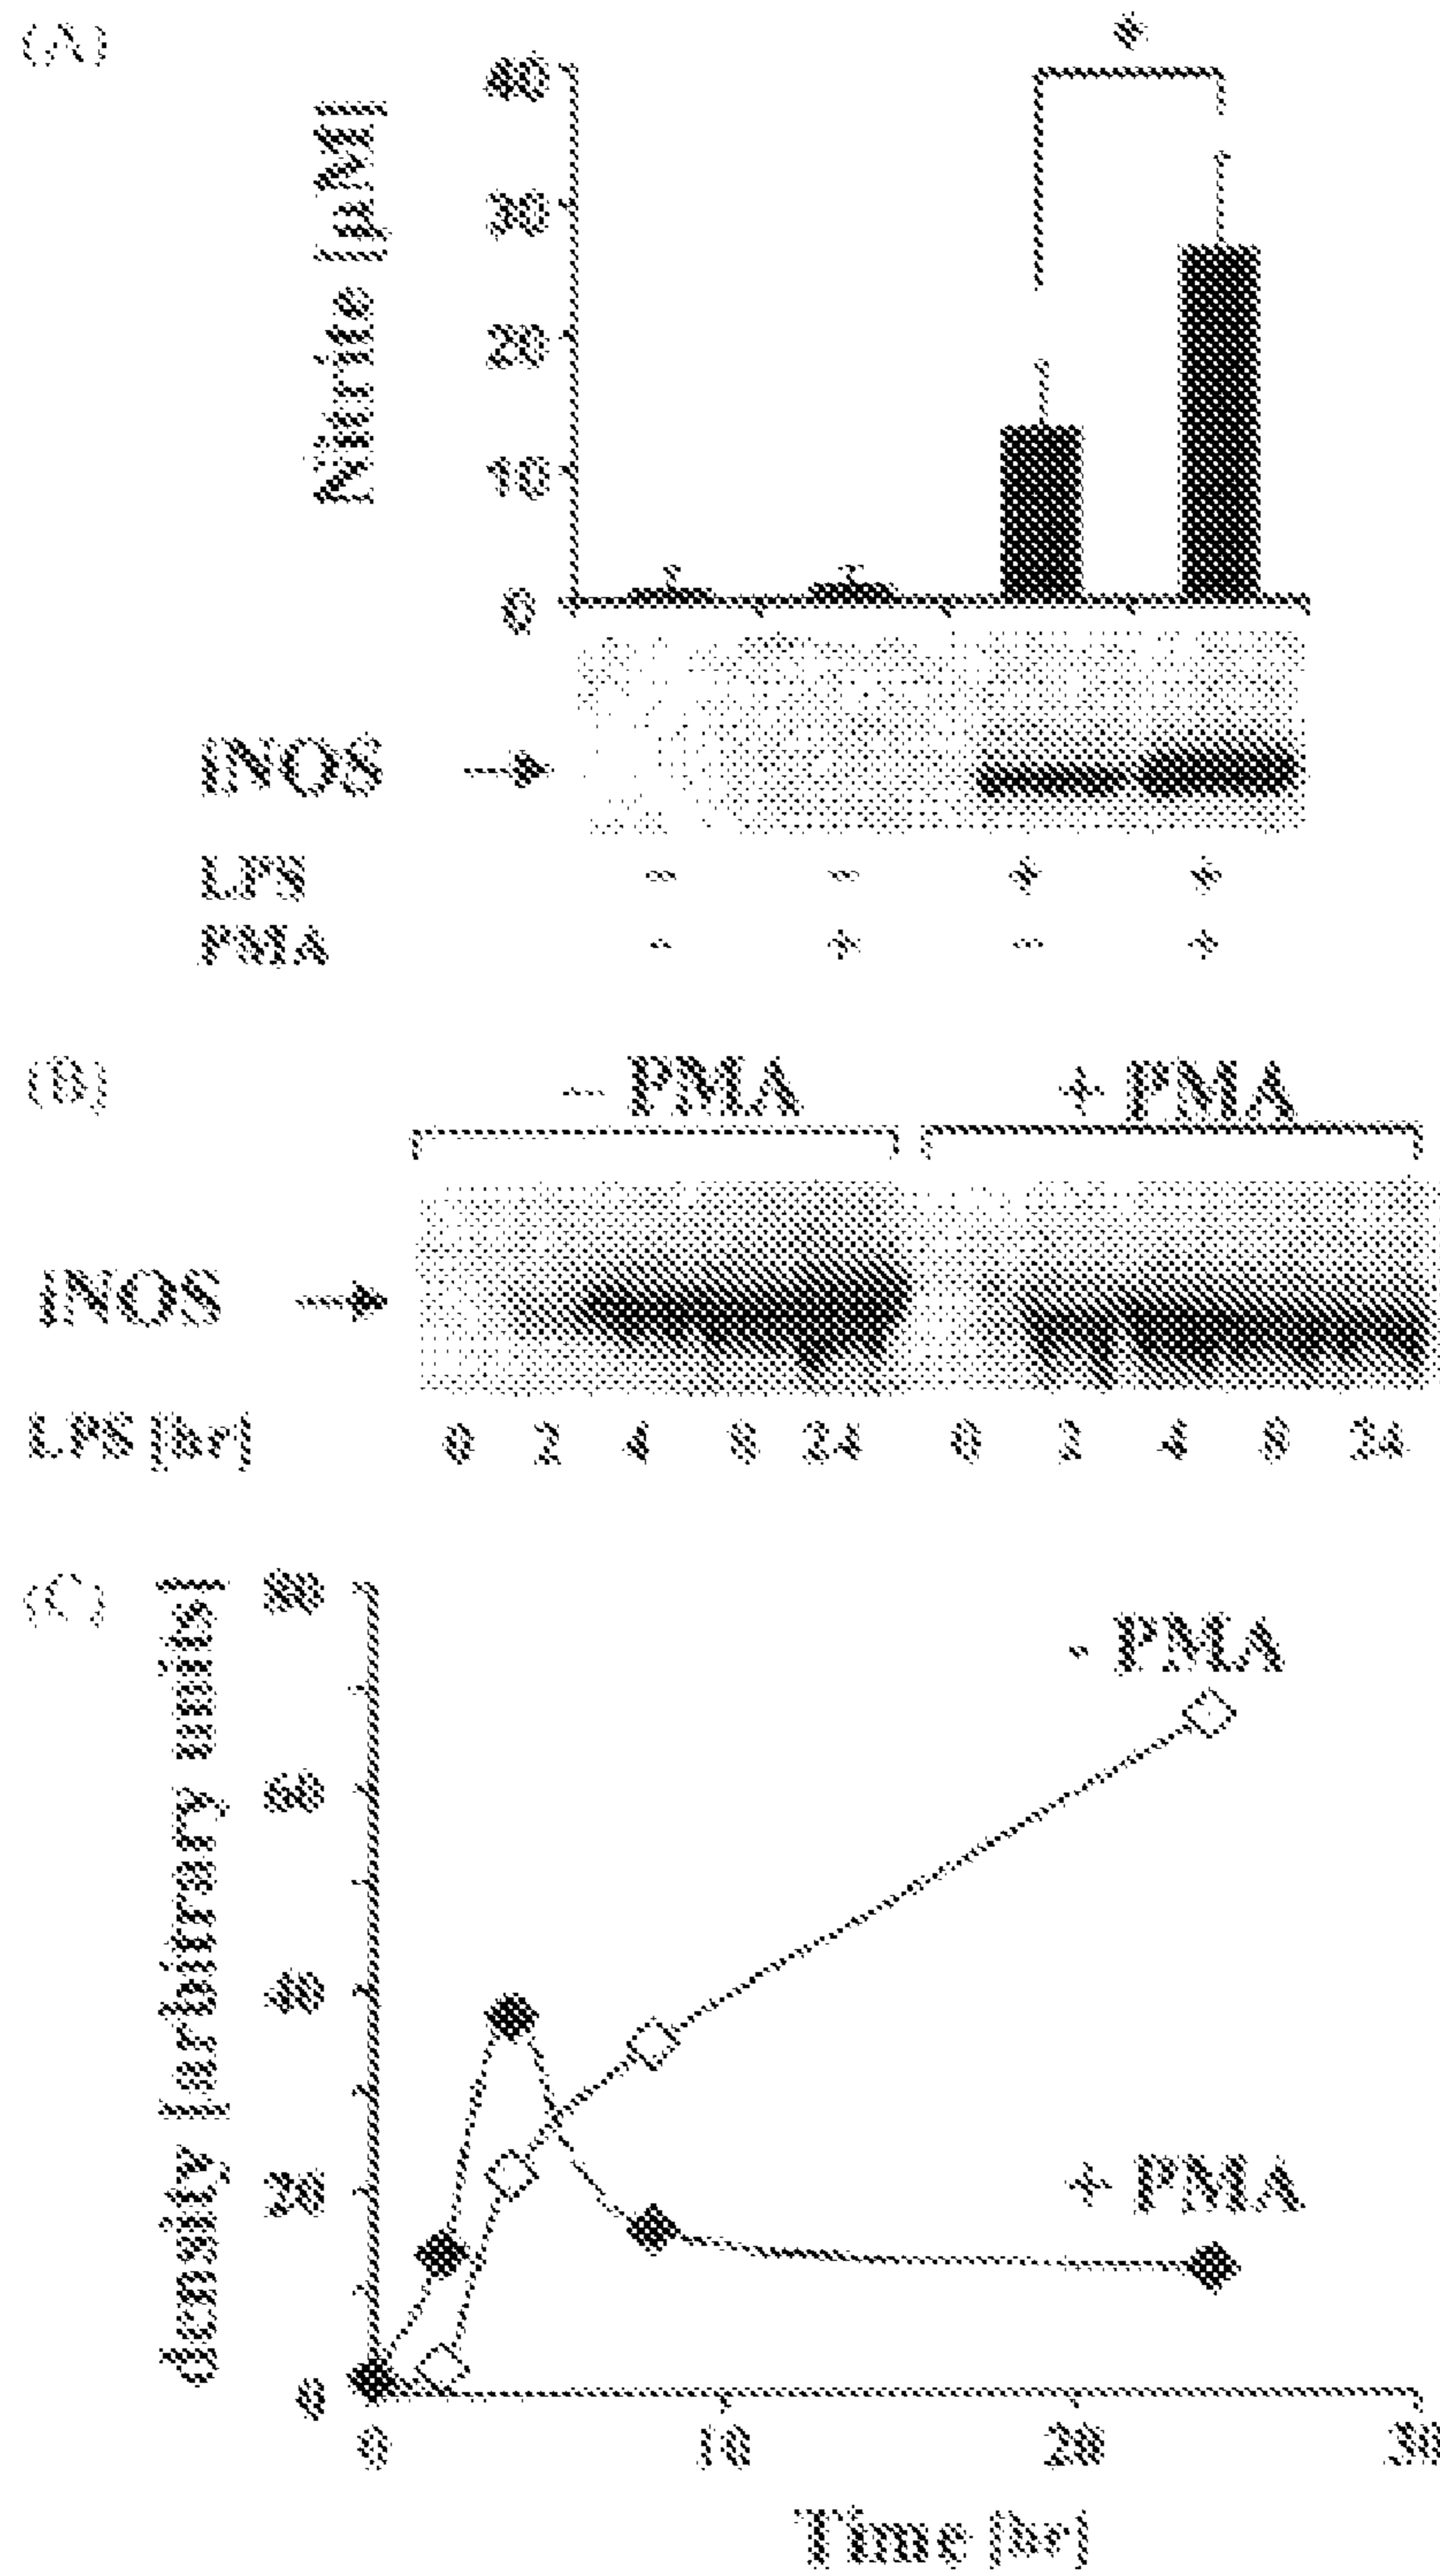 (A)
*
Nitrite [µM]
40
30
20
10
0
iNOS
LPS - - + +
PMA - + - +
(B)
- PMA + PMA
iNOS
LPS [hr] 0 2 4 8 24 0 2 4 8 24
(C)
density [arbitrary units]
80
60
40
20
0
- PMA
+ PMA
0 10 20 30
Time [hr]